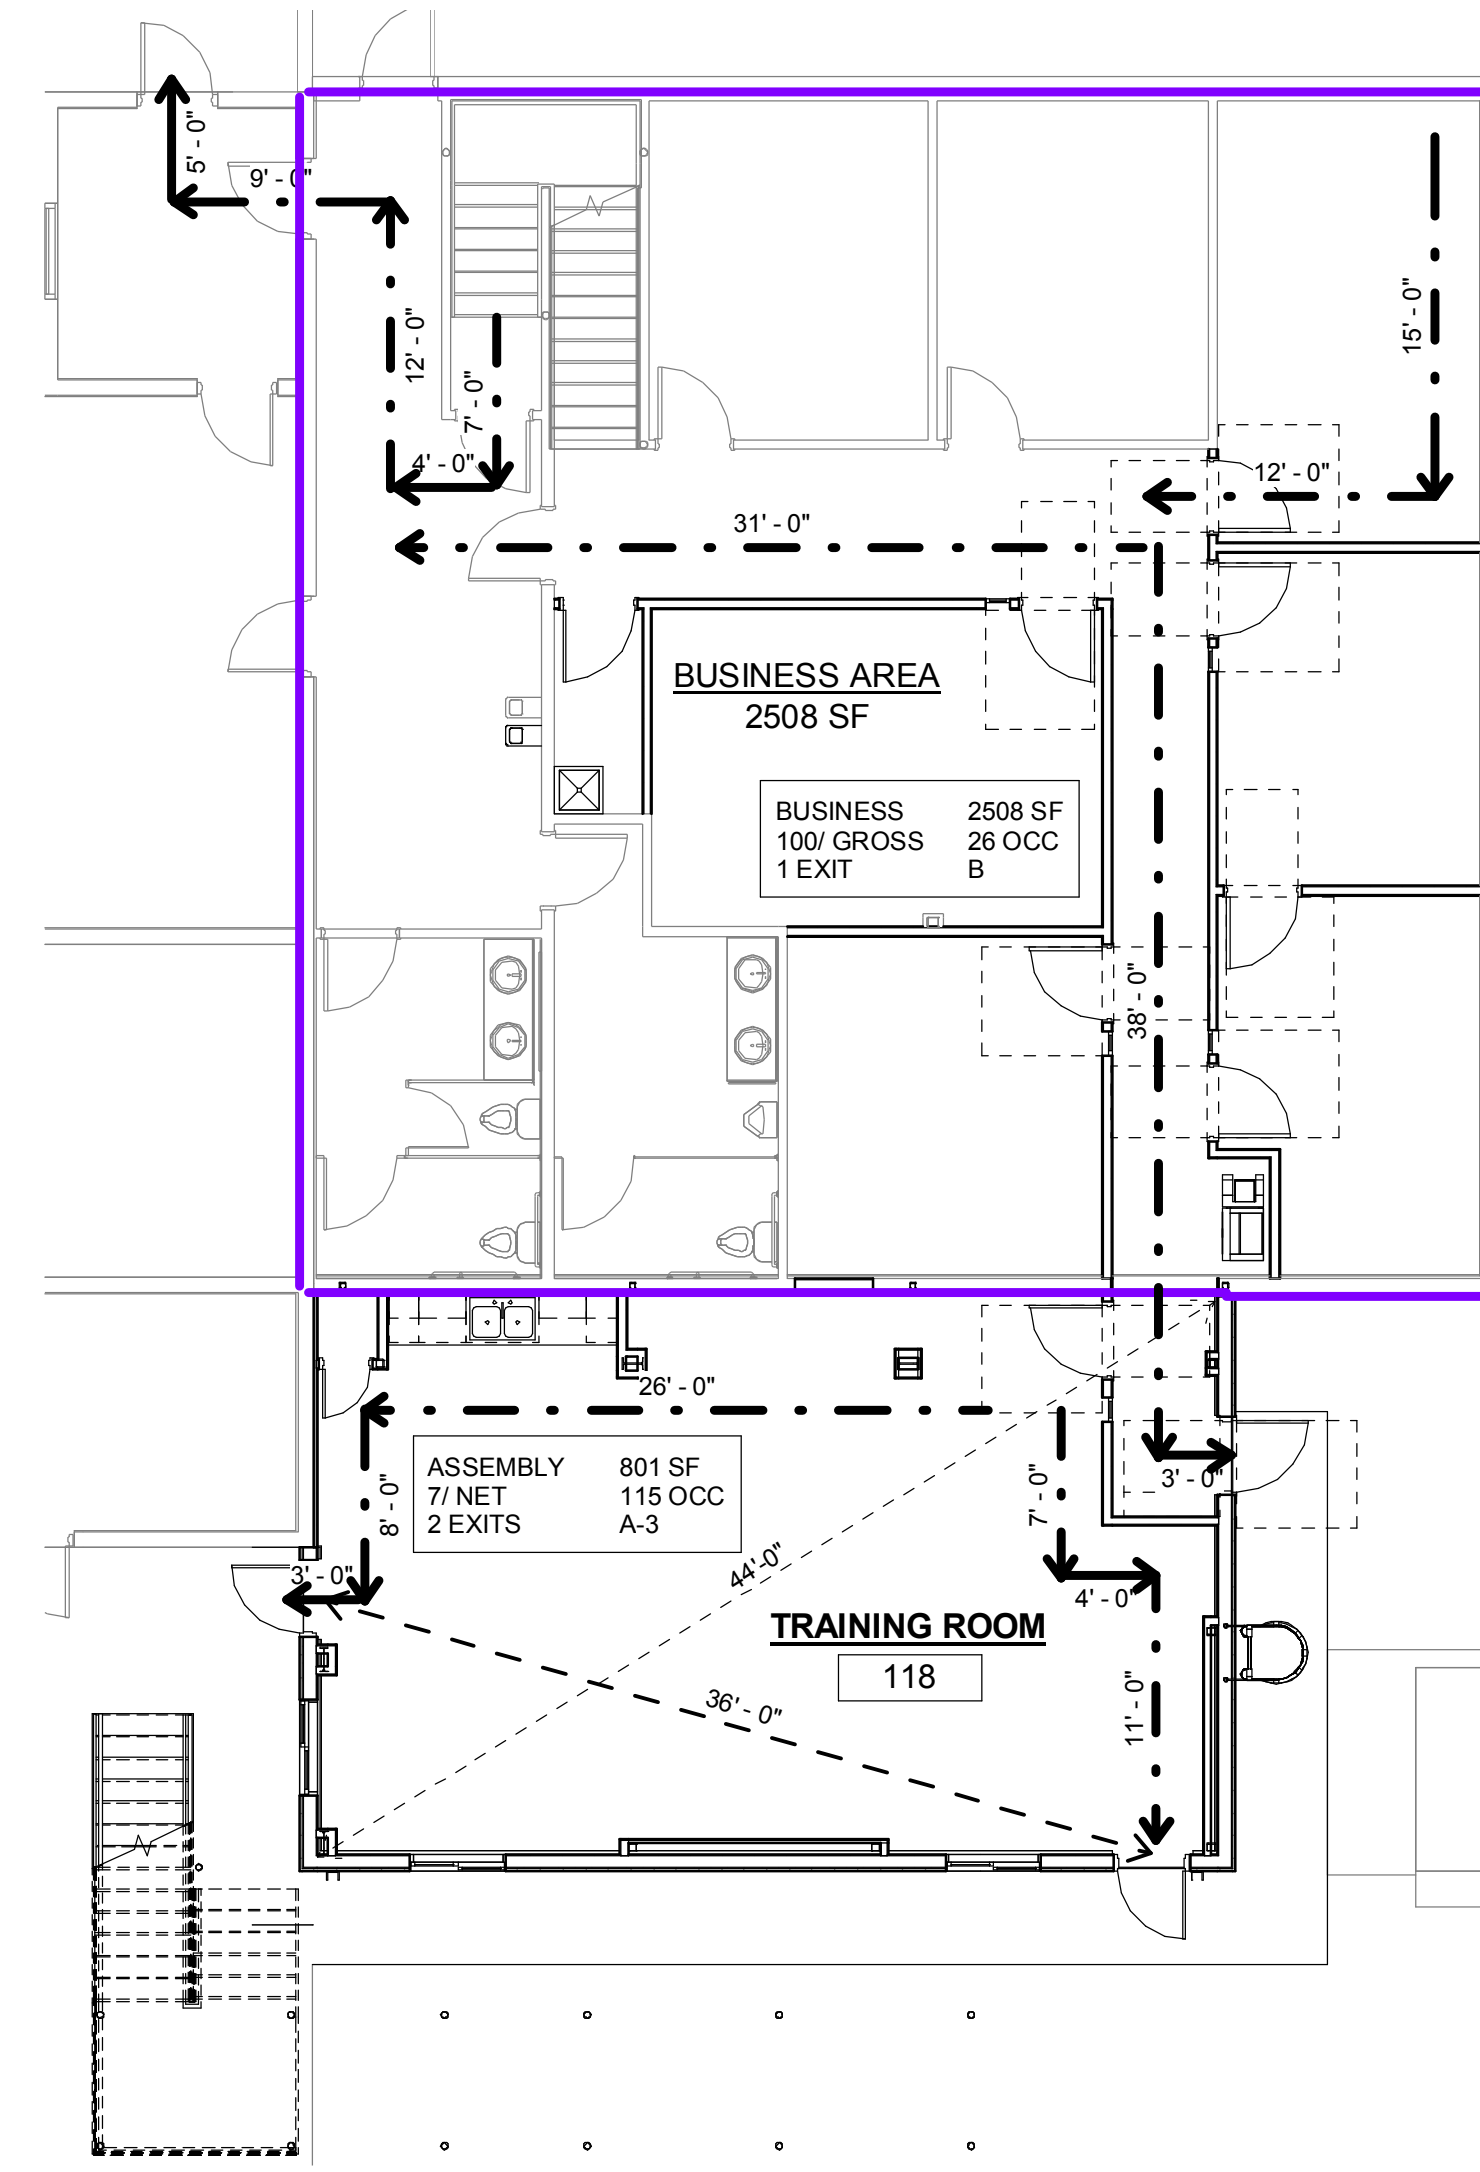 5' - 0"
9' - 0"
12' - 0"
7' - 0"
4' - 0"
15' - 0"
12' - 0"
31' - 0"
BUSINESS AREA
2508 SF
BUSINESS 2508 SF
100/ GROSS 26 OCC
1 EXIT B
38' - 0"
26' - 0"
ASSEMBLY 801 SF
7/ NET 115 OCC
2 EXITS A-3
8' - 0"
3' - 0"
7' - 0"
3' - 0"
4' - 0"
44'-0"
TRAINING ROOM
118
36' - 0"
11' - 0"